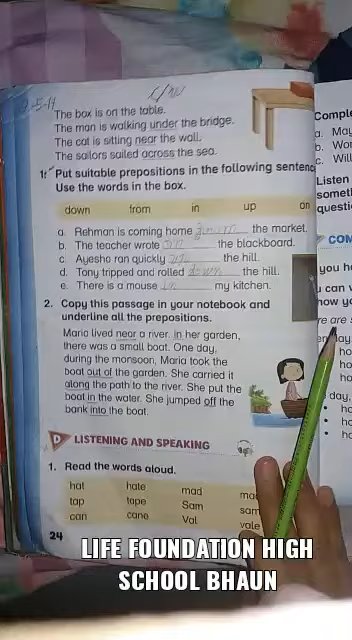 The box is on the table.
The man is walking under the bridge.
The cat is sitting near the wall.
The sailors sailed across the sea.
1. Put suitable prepositions in the following sentenc
Use the words in the box.
down from in up on
a. Rehman is coming home from the market.
b. The teacher wrote on the blackboard.
c. Ayesha ran quickly up the hill.
d. Tony tripped and rolled down the hill.
e. There is a mouse in my kitchen.
2. Copy this passage in your notebook and
underline all the prepositions.
Maria lived near a river. In her garden,
there was a small boat. One day,
during the monsoon, Maria took the
boat out of the garden. She carried it
along the path to the river. She put the
boat in the water. She jumped off the
bank into the boat.
D LISTENING AND SPEAKING
1. Read the words aloud.
hat hate mad
tap tape Sam sam
can cane Val vale
24
Comple
a. May
b. Wo
c. Will
Listen
somet
questi
COM
you h
u can
how yo
re are s
day,
LIFE FOUNDATION HIGH
SCHOOL BHAUN